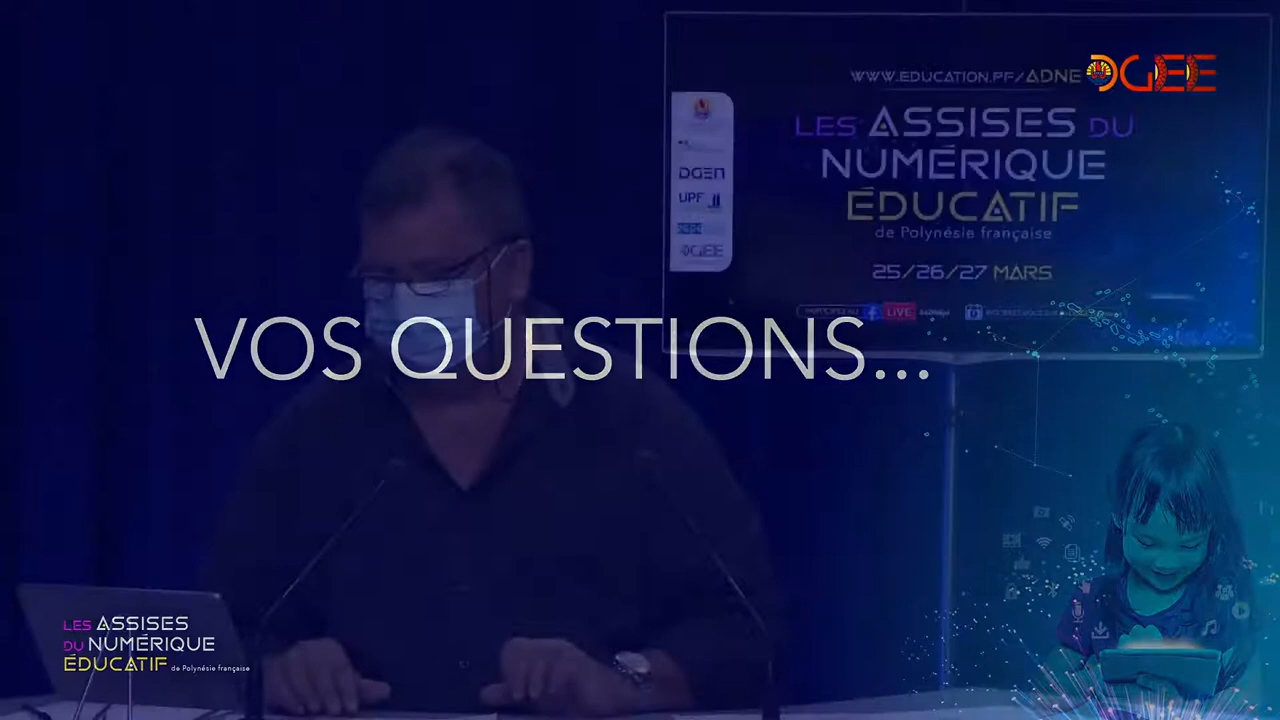 WWW.EDUCATION.PF/ADNE
DGEE
LES ASSISES DU
NUMÉRIQUE
ÉDUCATIF
de Polynésie française
25/26/27 MARS
DGEN
UPF
DGEE
LIVE
VOS QUESTIONS...
LES ASSISES
DU NUMÉRIQUE
ÉDUCATIF de Polynésie française